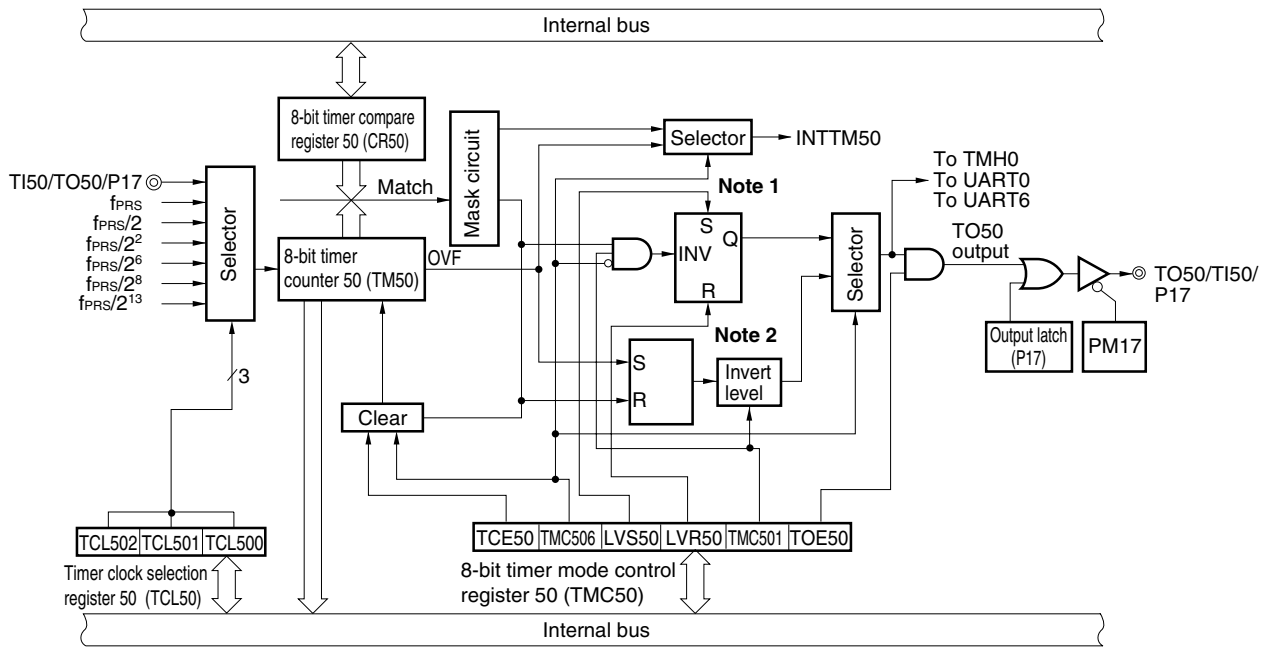 Internal bus
8-bit timer compare
register 50 (CR50)
Mask circuit
Selector
INTTM50
To TMH0
To UART0
To UART6
TI50/TO50/P17
fPRS
fPRS/2
fPRS/2²
fPRS/2⁶
fPRS/2⁸
fPRS/2¹³
Selector
Match
Note 1
S
Q
INV
R
8-bit timer
counter 50 (TM50)
OVF
Selector
TO50
output
TO50/TI50/
P17
Output latch
(P17)
PM17
Note 2
S
R
Invert
level
3
Clear
TCL502
TCL501
TCL500
Timer clock selection
register 50 (TCL50)
TCE50
TMC506
LVS50
LVR50
TMC501
TOE50
8-bit timer mode control
register 50 (TMC50)
Internal bus